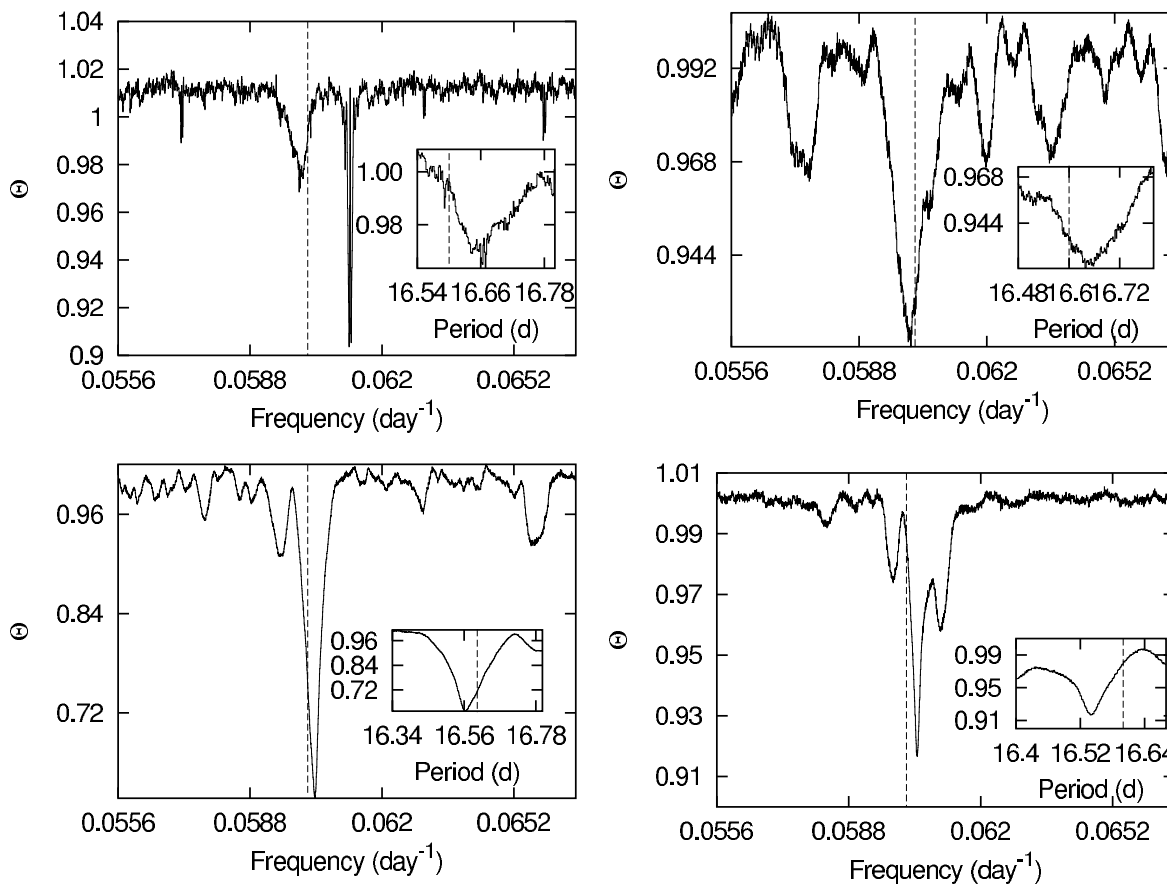 1.04
1.02
1
0.98
0.96
0.94
0.92
0.9
Θ
0.0556 0.0588 0.062 0.0652
Frequency (day-1)
1.00
0.98
16.54 16.66 16.78
Period (d)
0.992
0.968
0.944
Θ
0.0556 0.0588 0.062 0.0652
Frequency (day-1)
0.968
0.944
16.48 16.6 16.72
Period (d)
0.96
0.84
0.72
Θ
0.0556 0.0588 0.062 0.0652
Frequency (day-1)
0.96
0.84
0.72
16.34 16.56 16.78
Period (d)
1.01
0.99
0.97
0.95
0.93
0.91
Θ
0.0556 0.0588 0.062 0.0652
Frequency (day-1)
0.99
0.95
0.91
16.4 16.52 16.64
Period (d)